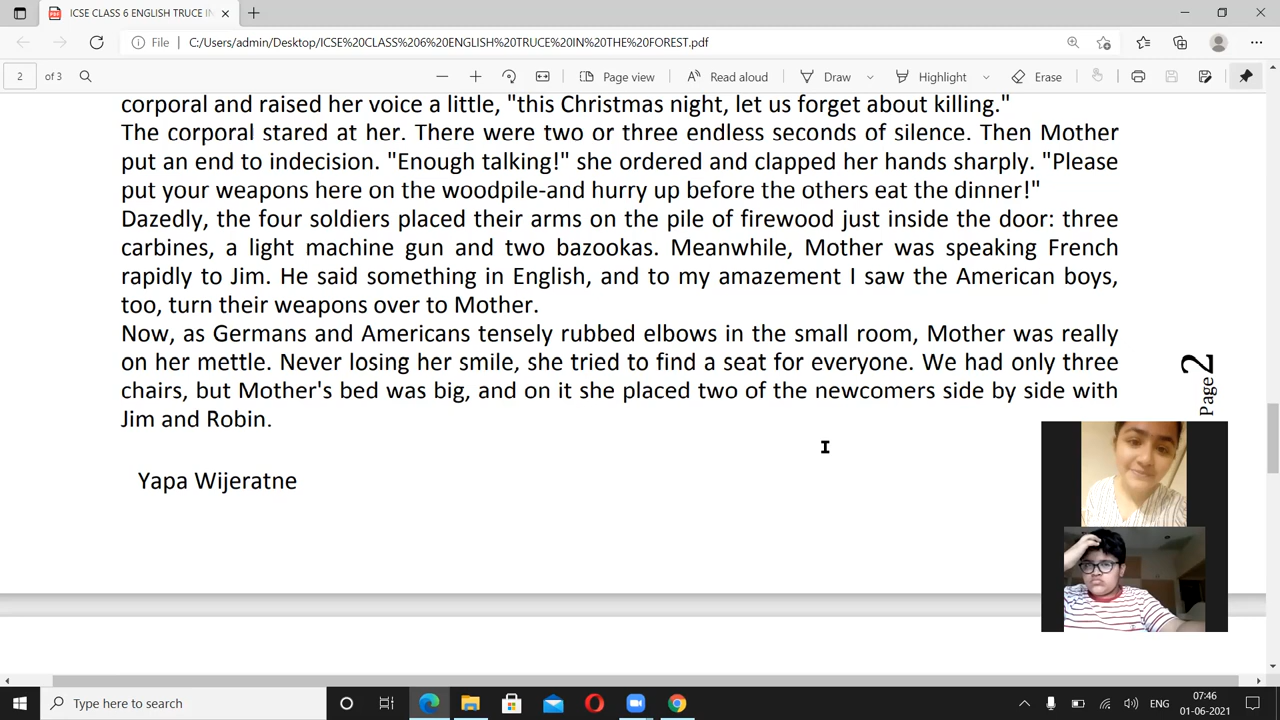 ICSE CLASS 6 ENGLISH TRUCE IN
File
C:/Users/admin/Desktop/ICSE%20CLASS%206%20ENGLISH%20TRUCE%20IN%20THE%20FOREST.pdf
2 of 3
Page view
Read aloud
Draw
Highlight
Erase
corporal and raised her voice a little, "this Christmas night, let us forget about killing."
The corporal stared at her. There were two or three endless seconds of silence. Then Mother
put an end to indecision. "Enough talking!" she ordered and clapped her hands sharply. "Please
put your weapons here on the woodpile-and hurry up before the others eat the dinner!"
Dazedly, the four soldiers placed their arms on the pile of firewood just inside the door: three
carbines, a light machine gun and two bazookas. Meanwhile, Mother was speaking French
rapidly to Jim. He said something in English, and to my amazement I saw the American boys,
too, turn their weapons over to Mother.
Now, as Germans and Americans tensely rubbed elbows in the small room, Mother was really
on her mettle. Never losing her smile, she tried to find a seat for everyone. We had only three
chairs, but Mother's bed was big, and on it she placed two of the newcomers side by side with
Jim and Robin.
Page 2
Yapa Wijeratne
Type here to search
ENG
07:46
01-06-2021